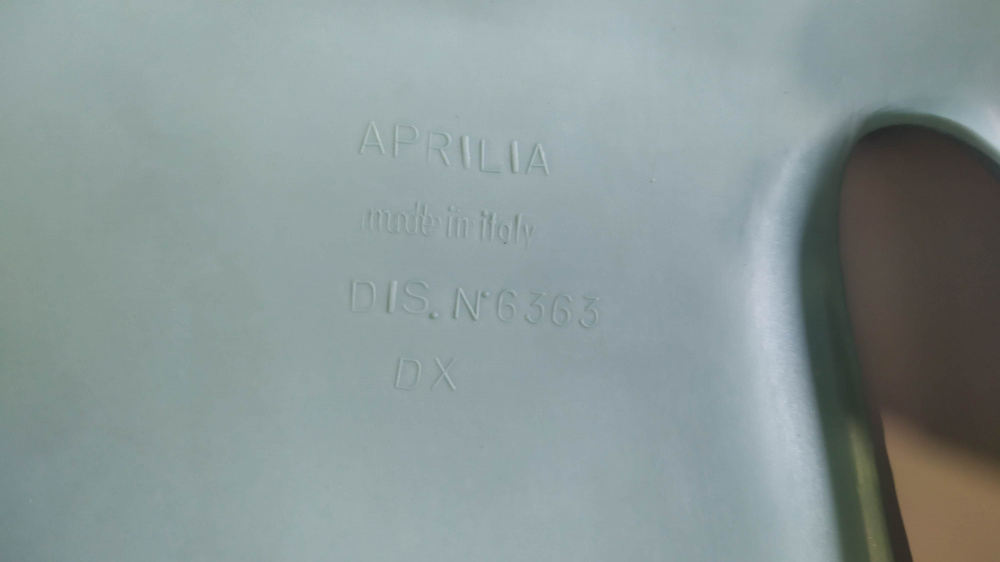 APRILIA
made in italy
DIS. N°6363
DX